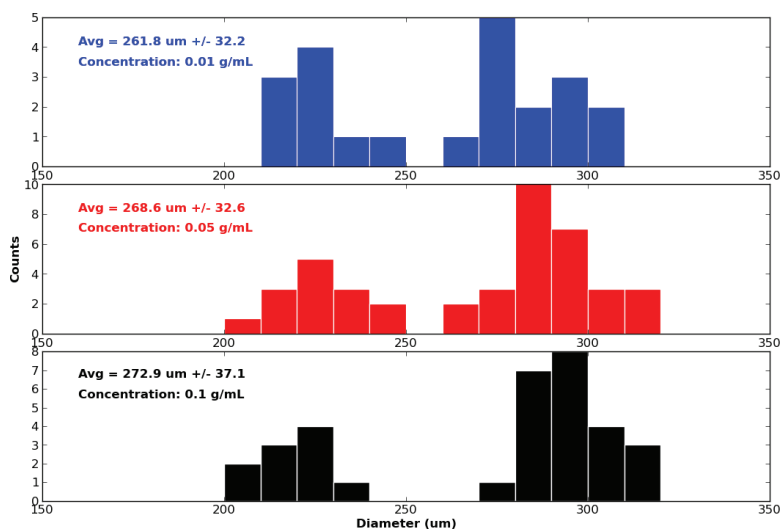 5
Avg = 261.8 um +/- 32.2
4
Concentration: 0.01 g/mL
3
2
1
0
150 200 250 300 350
10
Avg = 268.6 um +/- 32.6
8
Concentration: 0.05 g/mL
6
Counts
4
2
0
150 200 250 300 350
8
Avg = 272.9 um +/- 37.1
7
Concentration: 0.1 g/mL
6
5
4
3
2
1
0
150 200 250 300 350
Diameter (um)